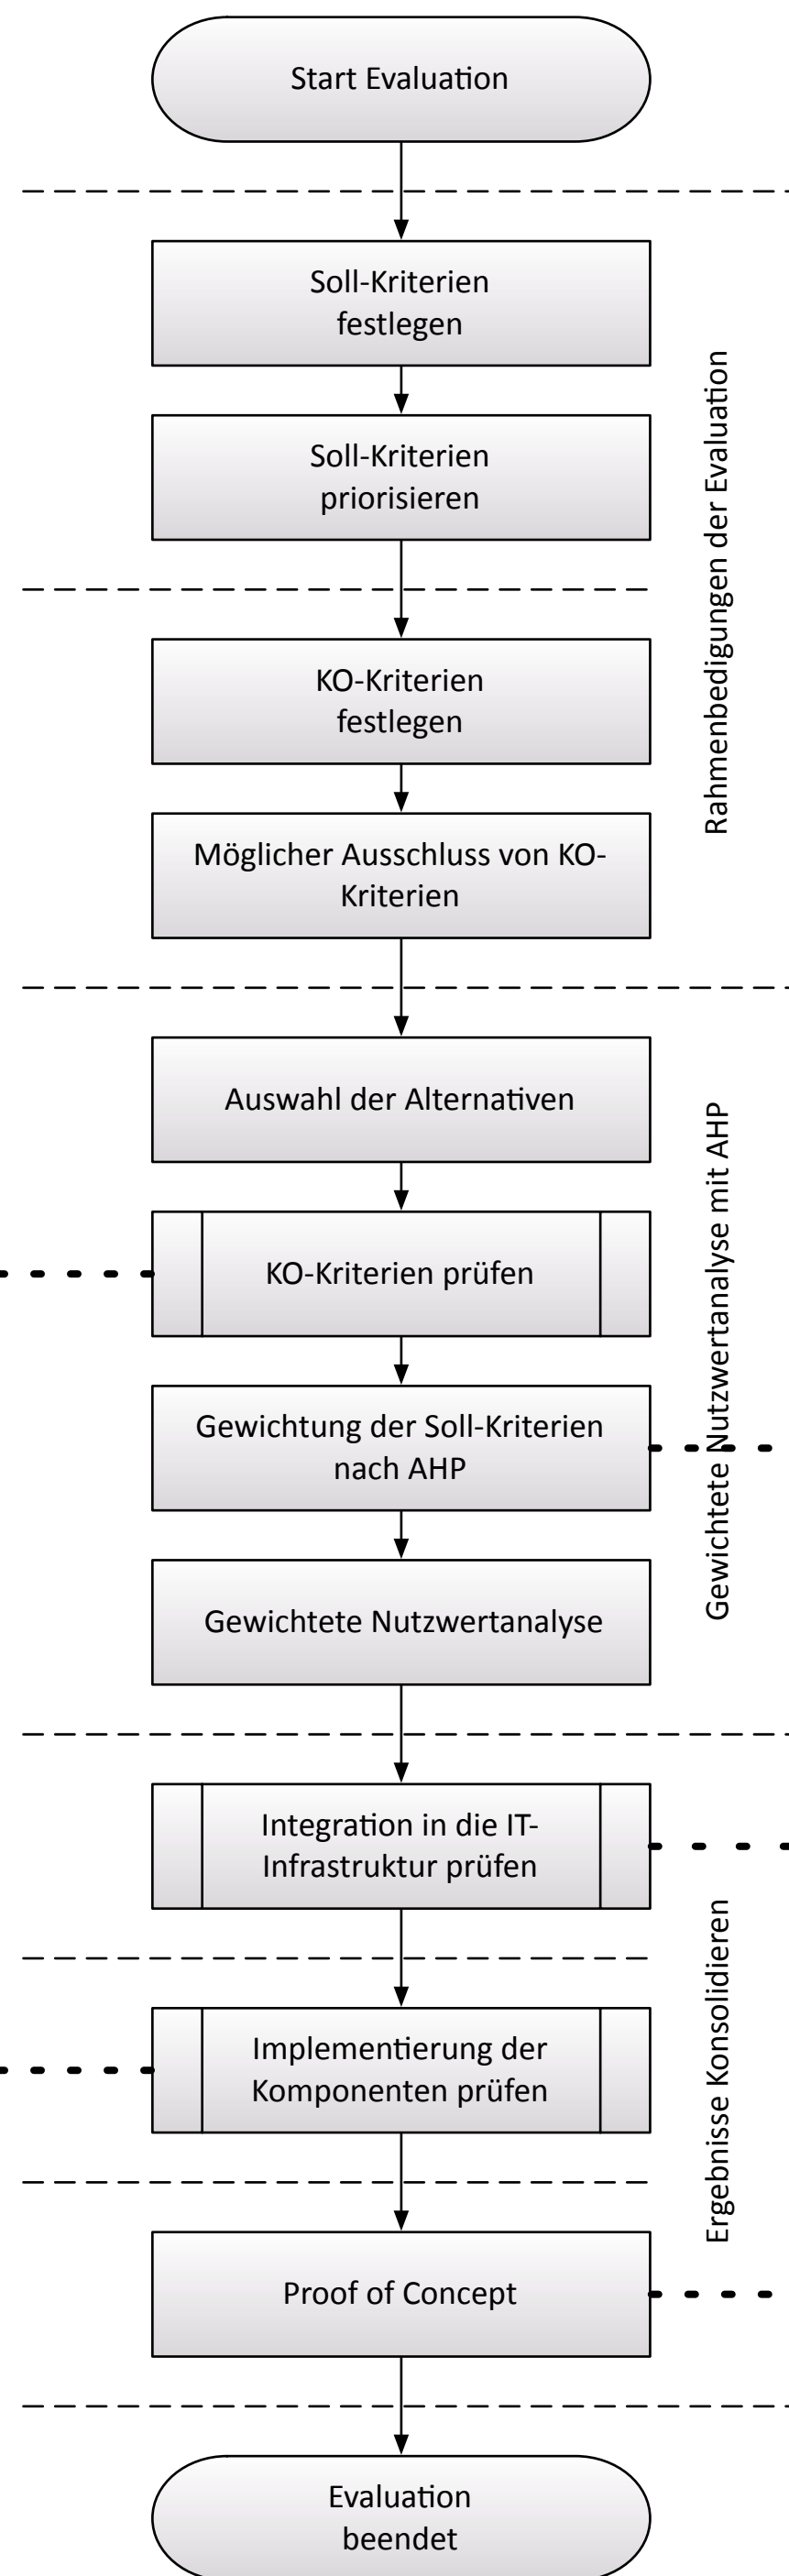 Start Evaluation
Soll-Kriterien
festlegen
Soll-Kriterien
priorisieren
Rahmenbedigungen der Evaluation
KO-Kriterien
festlegen
Möglicher Ausschluss von KO-
Kriterien
Auswahl der Alternativen
KO-Kriterien prüfen
Gewichtete Nutzwertanalyse mit AHP
Gewichtung der Soll-Kriterien
nach AHP
Gewichtete Nutzwertanalyse
Integration in die IT-
Infrastruktur prüfen
Ergebnisse Konsolidieren
Implementierung der
Komponenten prüfen
Proof of Concept
Evaluation
beendet